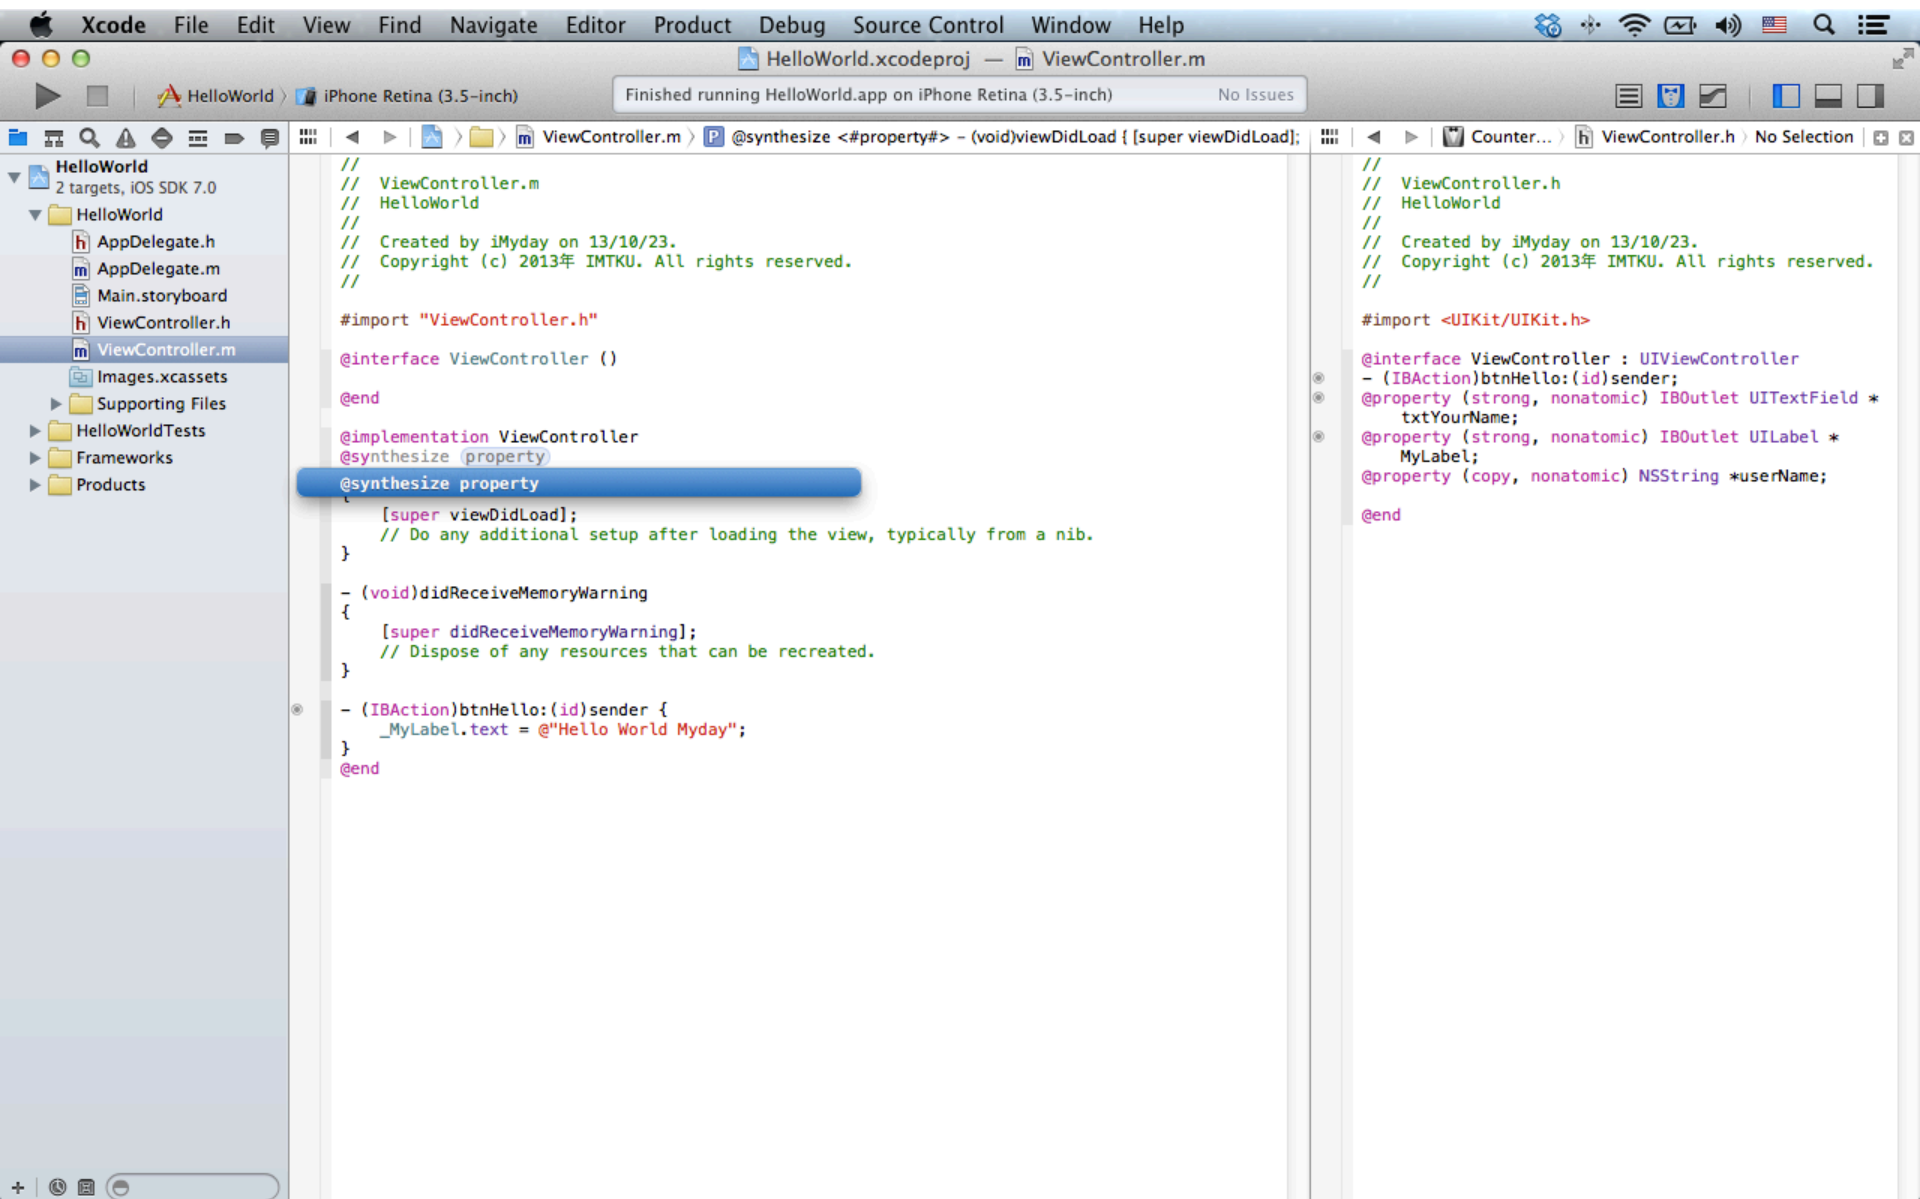 Xcode File Edit View Find Navigate Editor Product Debug Source Control Window Help
HelloWorld.xcodeproj — ViewController.m
HelloWorld iPhone Retina (3.5-inch)
Finished running HelloWorld.app on iPhone Retina (3.5-inch) No Issues
ViewController.m @synthesize <#property#> – (void)viewDidLoad { [super viewDidLoad];
Counter... ViewController.h No Selection
HelloWorld
2 targets, iOS SDK 7.0
HelloWorld
AppDelegate.h
AppDelegate.m
Main.storyboard
ViewController.h
ViewController.m
Images.xcassets
Supporting Files
HelloWorldTests
Frameworks
Products
//
//  ViewController.m
//  HelloWorld
//
//  Created by iMyday on 13/10/23.
//  Copyright (c) 2013年 IMTKU. All rights reserved.
//
#import "ViewController.h"
@interface ViewController ()
@end
@implementation ViewController
@synthesize property
@synthesize property
{
[super viewDidLoad];
// Do any additional setup after loading the view, typically from a nib.
}
- (void)didReceiveMemoryWarning
{
[super didReceiveMemoryWarning];
// Dispose of any resources that can be recreated.
}
- (IBAction)btnHello:(id)sender {
_MyLabel.text = @"Hello World Myday";
}
@end
//
//  ViewController.h
//  HelloWorld
//
//  Created by iMyday on 13/10/23.
//  Copyright (c) 2013年 IMTKU. All rights reserved.
//
#import <UIKit/UIKit.h>
@interface ViewController : UIViewController
- (IBAction)btnHello:(id)sender;
@property (strong, nonatomic) IBOutlet UITextField *
txtYourName;
@property (strong, nonatomic) IBOutlet UILabel *
MyLabel;
@property (copy, nonatomic) NSString *userName;
@end